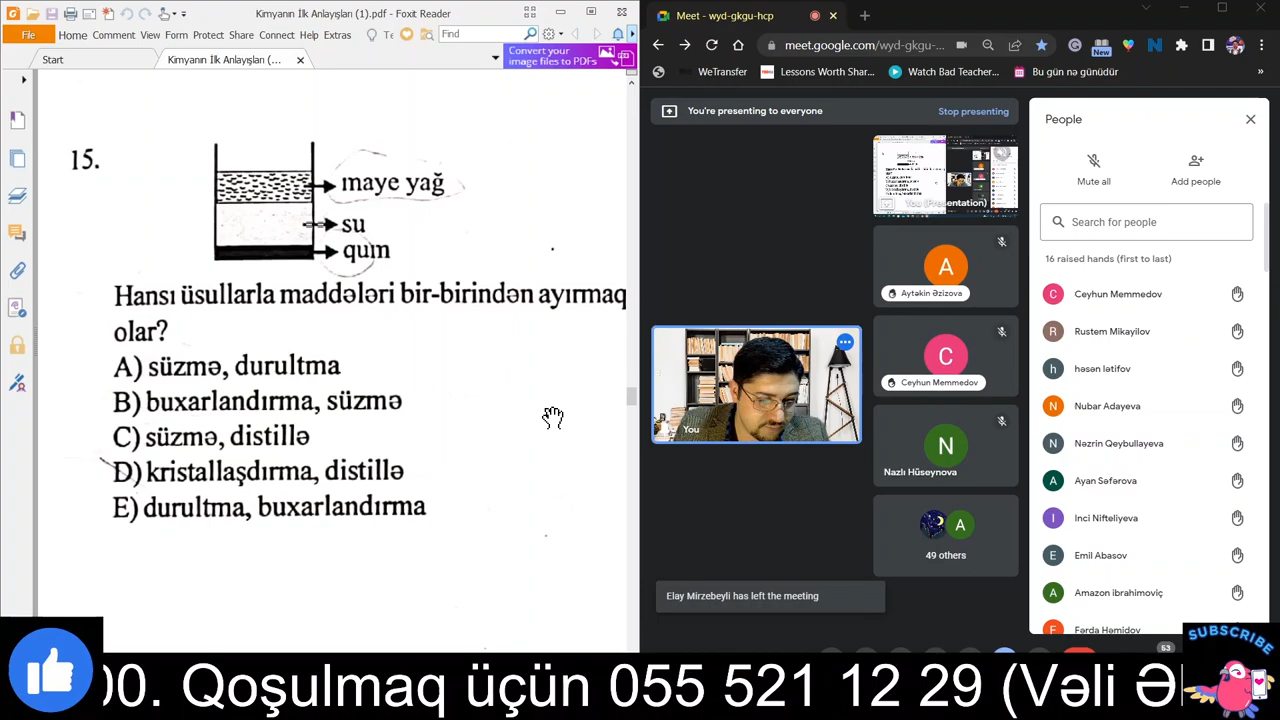 Kimyanın İlk Anlayışları (1).pdf - Foxit Reader
File Home Comment View Form Protect Share Connect Help Extras
Find
Start
Kimyanın İlk Anlayışları (...
Convert your
image files to PDFs
15.
maye yağ
su
qum
Hansı üsullarla maddələri bir-birindən ayırmaq
olar?
A) süzmə, durultma
B) buxarlandırma, süzmə
C) süzmə, distillə
D) kristallaşdırma, distillə
E) durultma, buxarlandırma
Meet - wyd-gkgu-hcp
meet.google.com/wyd-gkgu-...
New
WeTransfer
Lessons Worth Shar...
Watch Bad Teacher...
Bu gün nə günüdür
»
You're presenting to everyone
Stop presenting
You (Presentation)
A
Aytəkin Əzizova
C
Ceyhun Memmedov
You
N
Nazlı Hüseynova
A
49 others
Elay Mirzebeyli has left the meeting
People
Mute all
Add people
Search for people
16 raised hands (first to last)
C Ceyhun Memmedov
R Rustem Mikayilov
h həsən lətifov
N Nubar Adayeva
N Nəzrin Qeybullayeva
A Ayan Səfərova
I Inci Nifteliyeva
E Emil Abasov
A Amazon ibrahimoviç
F Fərda Həmidov
53
SUBSCRIBE
00. Qoşulmaq üçün 055 521 12 29 (Vəli Ə